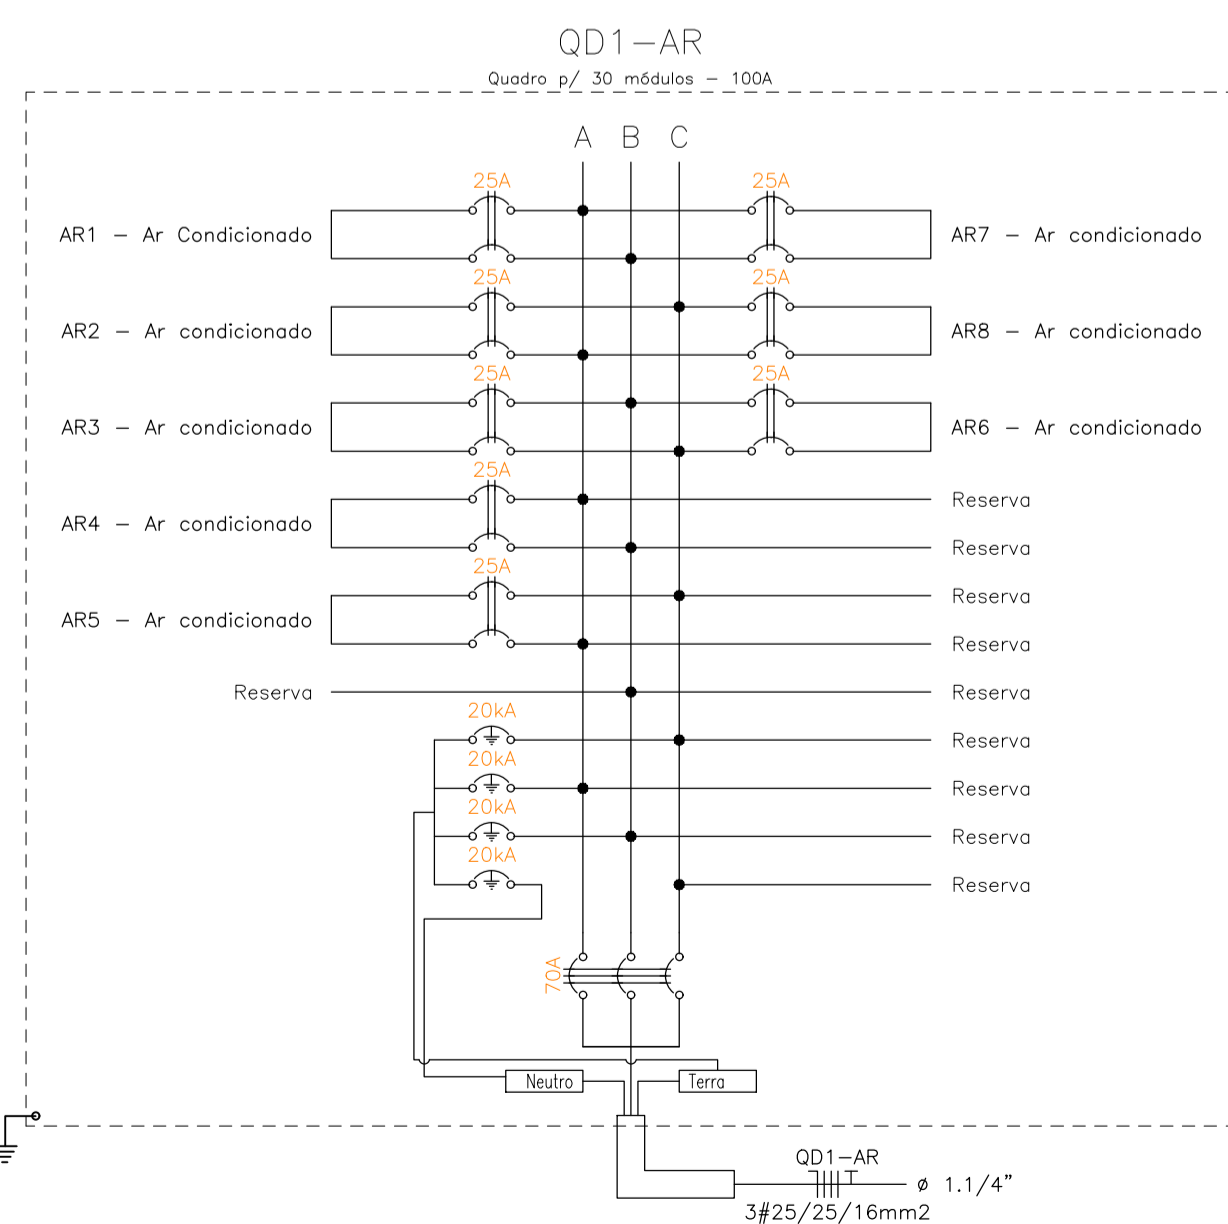 QD1-AR
Quadro p/ 30 módulos - 100A
A B C
25A 25A
AR1 - Ar Condicionado AR7 - Ar condicionado
25A 25A
AR2 - Ar condicionado AR8 - Ar condicionado
25A 25A
AR3 - Ar condicionado AR6 - Ar condicionado
25A
Reserva
AR4 - Ar condicionado
Reserva
25A
Reserva
AR5 - Ar condicionado
Reserva
Reserva Reserva
20kA
Reserva
20kA
Reserva
20kA
Reserva
20kA
Reserva
70A
Neutro Terra
QD1-AR
ø 1.1/4"
3#25/25/16mm2